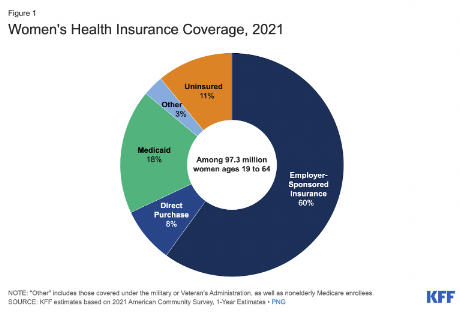 Figure 1
Women's Health Insurance Coverage, 2021
Uninsured
11%
Other
3%
Medicaid
18%
Among 97.3 million
women ages 19 to 64
Employer-
Sponsored
Insurance
60%
Direct
Purchase
8%
NOTE: "Other" includes those covered under the military or Veteran's Administration, as well as nonelderly Medicare enrollees.
SOURCE: KFF estimates based on 2021 American Community Survey, 1-Year Estimates • PNG
KFF